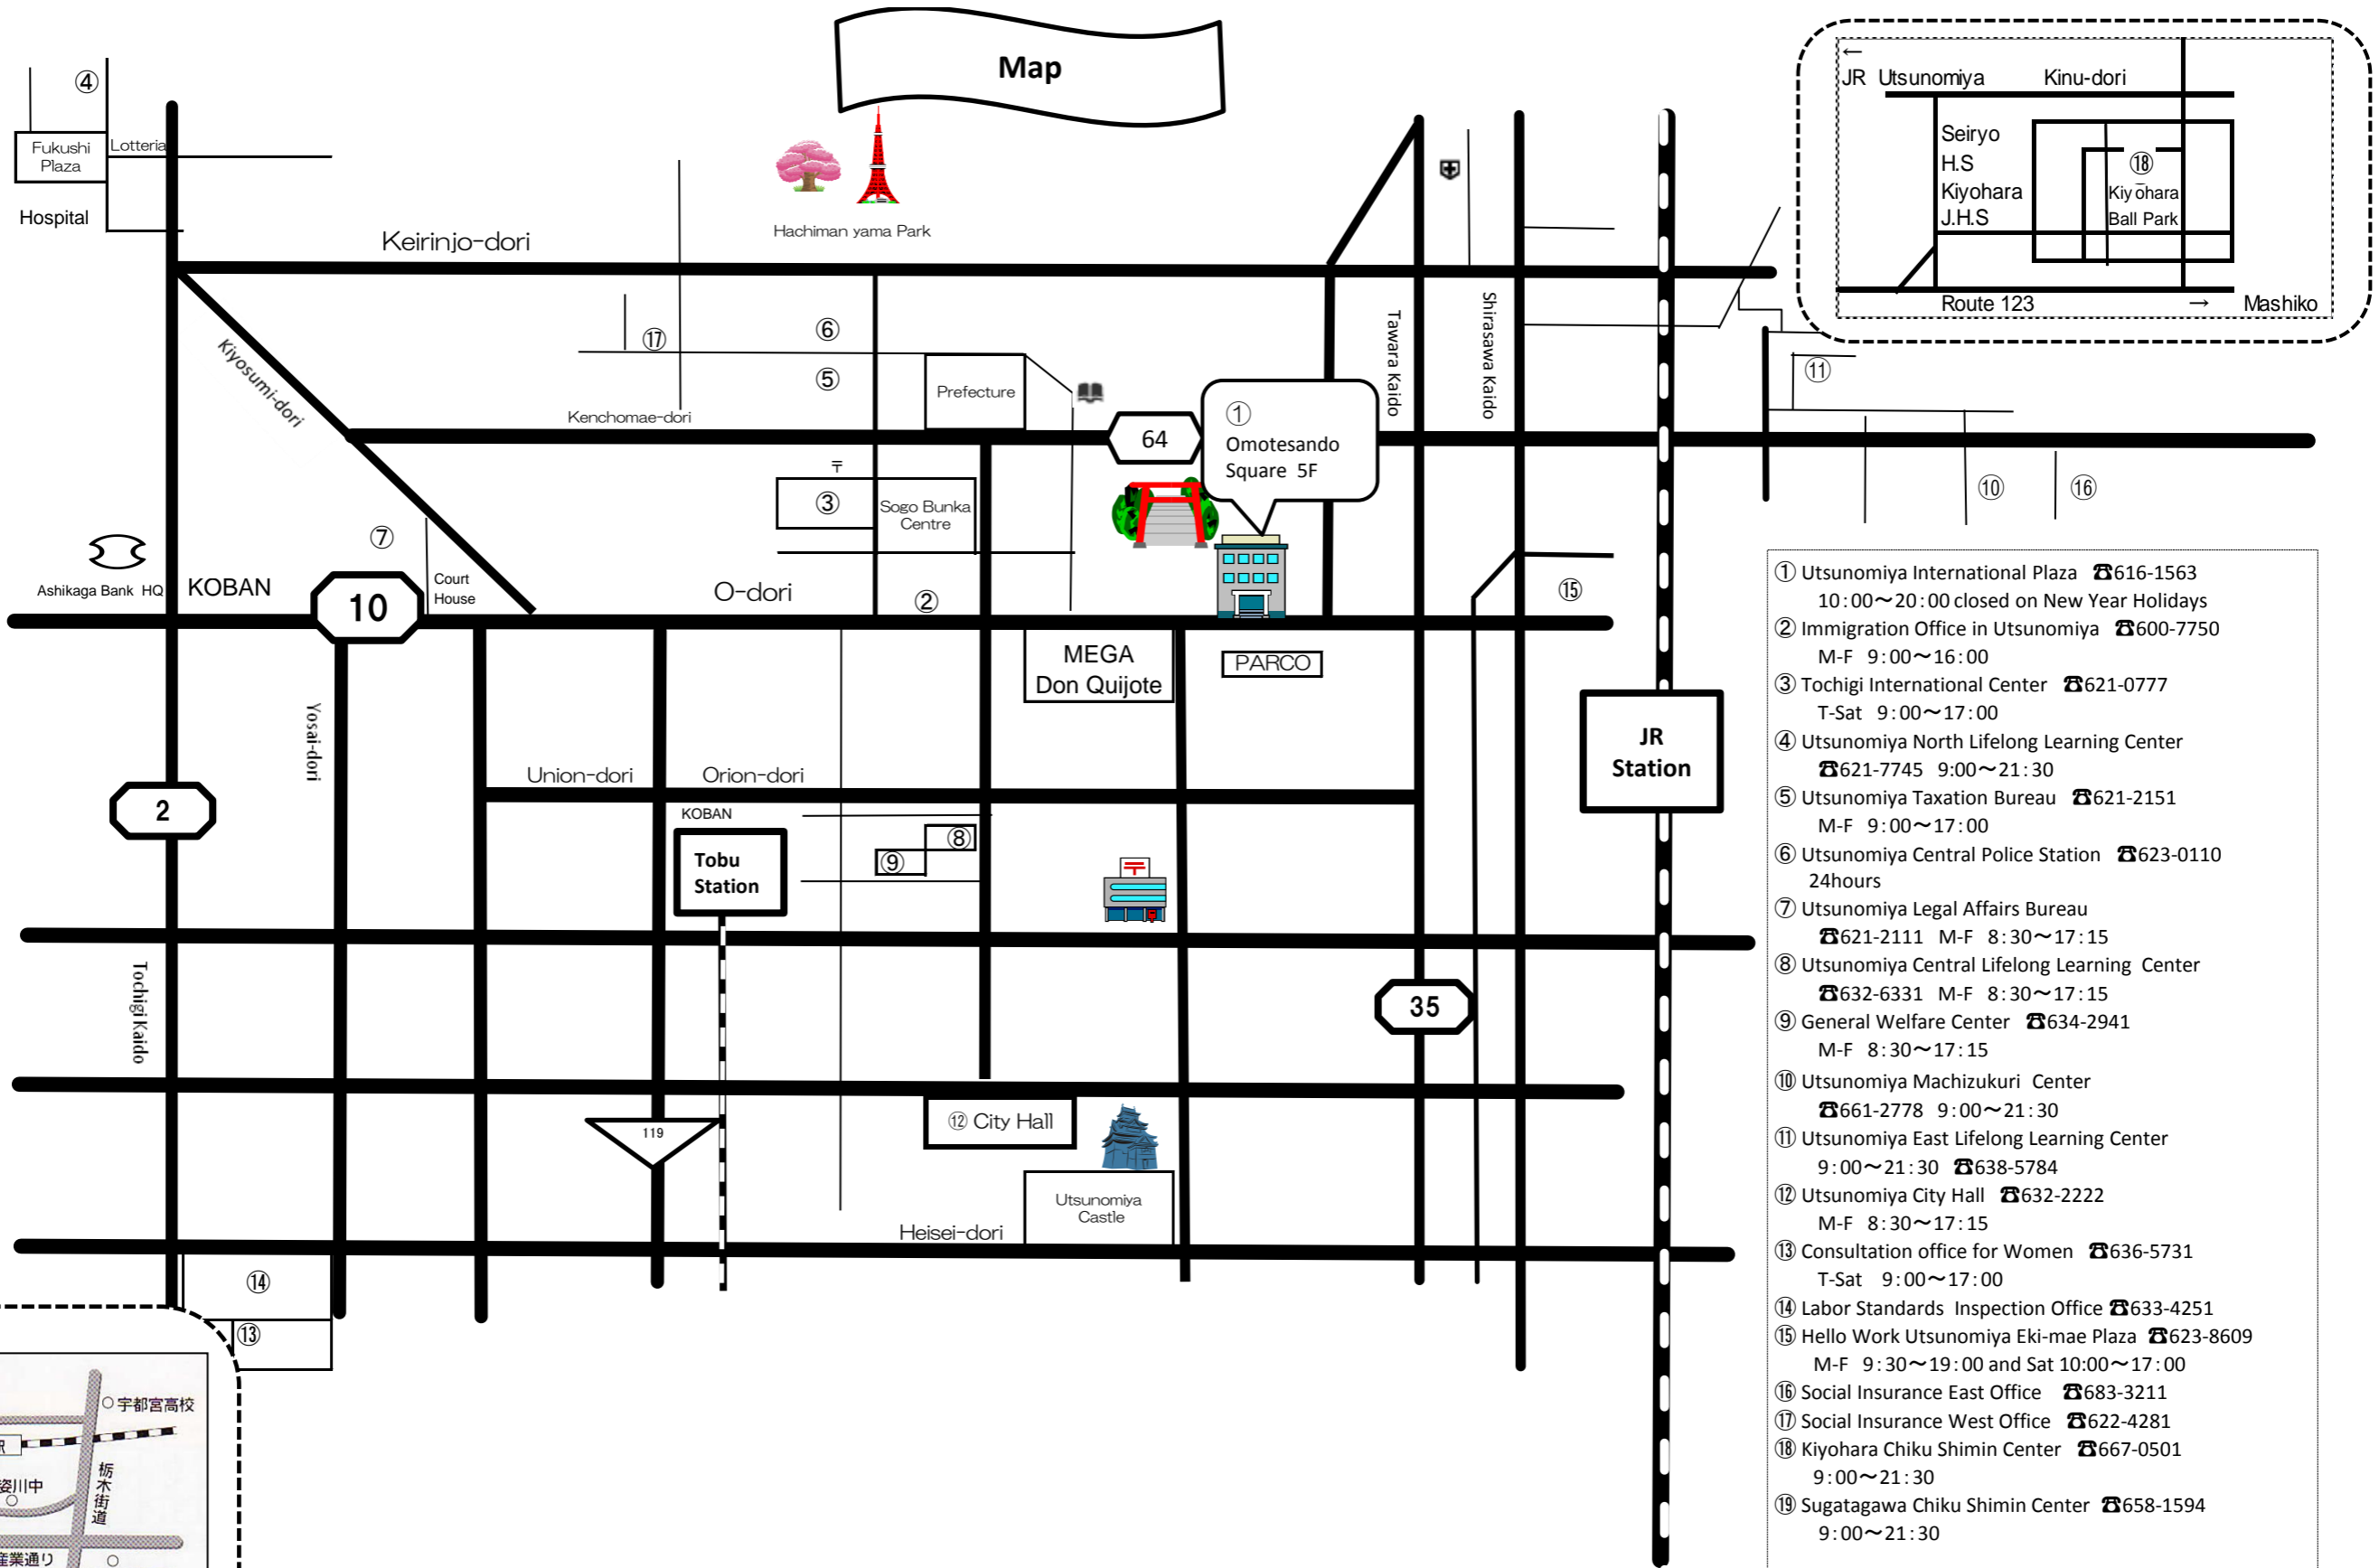 Map
④
Fukushi
Plaza
Lotteria
Hospital
Hachiman yama Park
Keirinjo-dori
←
JR Utsunomiya
Kinu-dori
Seiryo
H.S
Kiyohara
J.H.S
⑱
Kiyohara
Ball Park
Route 123
→
Mashiko
Kiyosumi-dori
⑰
⑥
⑤
Kenchomae-dori
Prefecture
64
①
Omotesando
Square 5F
Tawara Kaido
Shirasawa Kaido
⑪
⑩
⑯
〒
③
Sogo Bunka
Centre
⑦
Ashikaga Bank HQ
KOBAN
10
Court
House
O-dori
②
⑮
MEGA
Don Quijote
PARCO
Yosai-dori
JR
Station
2
Union-dori
Orion-dori
KOBAN
Tobu
Station
⑧
⑨
〒
Tochigi Kaido
35
119
⑫ City Hall
Utsunomiya
Castle
Heisei-dori
⑭
⑬
宇都宮高校
駅
姿川中
栃木街道
産業通り
① Utsunomiya International Plaza ☎616-1563
10:00～20:00 closed on New Year Holidays
② Immigration Office in Utsunomiya ☎600-7750
M-F 9:00～16:00
③ Tochigi International Center ☎621-0777
T-Sat 9:00～17:00
④ Utsunomiya North Lifelong Learning Center
☎621-7745 9:00～21:30
⑤ Utsunomiya Taxation Bureau ☎621-2151
M-F 9:00～17:00
⑥ Utsunomiya Central Police Station ☎623-0110
24hours
⑦ Utsunomiya Legal Affairs Bureau
☎621-2111 M-F 8:30～17:15
⑧ Utsunomiya Central Lifelong Learning Center
☎632-6331 M-F 8:30～17:15
⑨ General Welfare Center ☎634-2941
M-F 8:30～17:15
⑩ Utsunomiya Machizukuri Center
☎661-2778 9:00～21:30
⑪ Utsunomiya East Lifelong Learning Center
9:00～21:30 ☎638-5784
⑫ Utsunomiya City Hall ☎632-2222
M-F 8:30～17:15
⑬ Consultation office for Women ☎636-5731
T-Sat 9:00～17:00
⑭ Labor Standards Inspection Office ☎633-4251
⑮ Hello Work Utsunomiya Eki-mae Plaza ☎623-8609
M-F 9:30～19:00 and Sat 10:00～17:00
⑯ Social Insurance East Office ☎683-3211
⑰ Social Insurance West Office ☎622-4281
⑱ Kiyohara Chiku Shimin Center ☎667-0501
9:00～21:30
⑲ Sugatagawa Chiku Shimin Center ☎658-1594
9:00～21:30